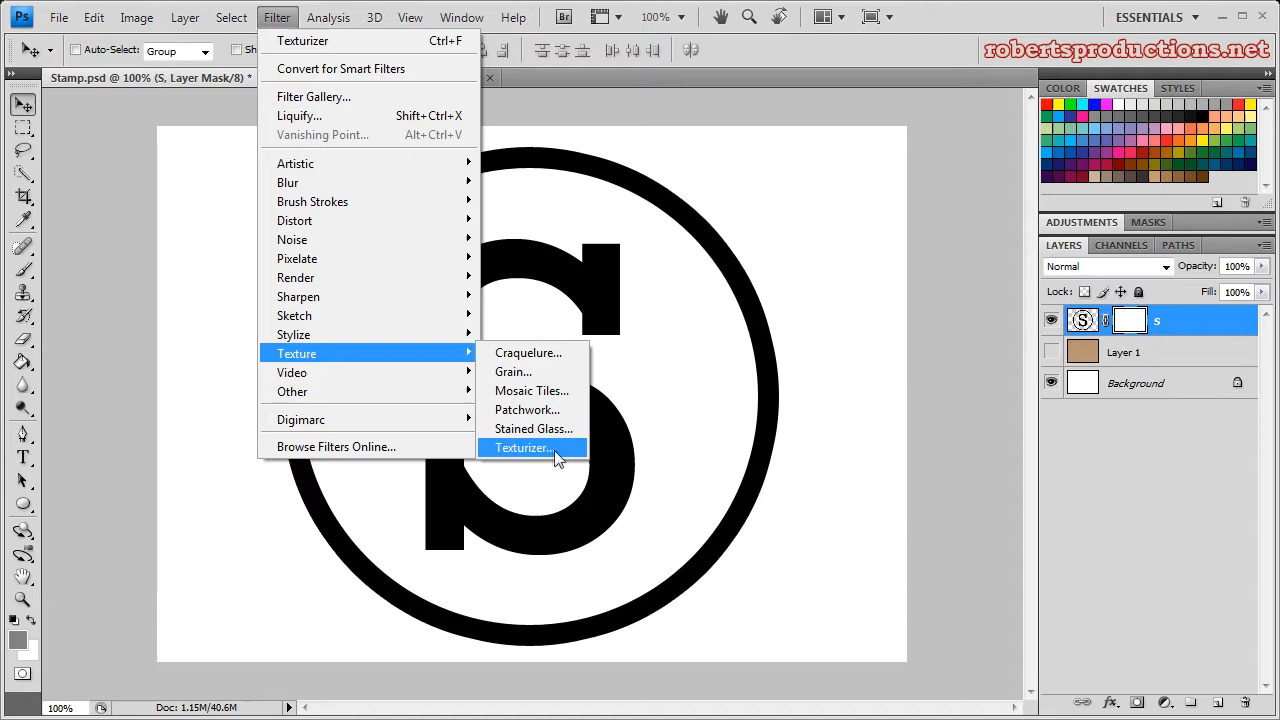 Ps File Edit Image Layer Select Filter Analysis 3D View Window Help Br 100% ESSENTIALS
Auto-Select: Group Sh
robertsproductions.net
Stamp.psd @ 100% (S, Layer Mask/8) *
Texturizer Ctrl+F
Convert for Smart Filters
Filter Gallery...
Liquify... Shift+Ctrl+X
Vanishing Point... Alt+Ctrl+V
Artistic
Blur
Brush Strokes
Distort
Noise
Pixelate
Render
Sharpen
Sketch
Stylize
Texture
Video
Other
Digimarc
Browse Filters Online...
Craquelure...
Grain...
Mosaic Tiles...
Patchwork...
Stained Glass...
Texturizer...
S
COLOR SWATCHES STYLES
ADJUSTMENTS MASKS
LAYERS CHANNELS PATHS
Normal Opacity: 100%
Lock: Fill: 100%
S S
Layer 1
Background
T
100% Doc: 1.15M/40.6M
fx